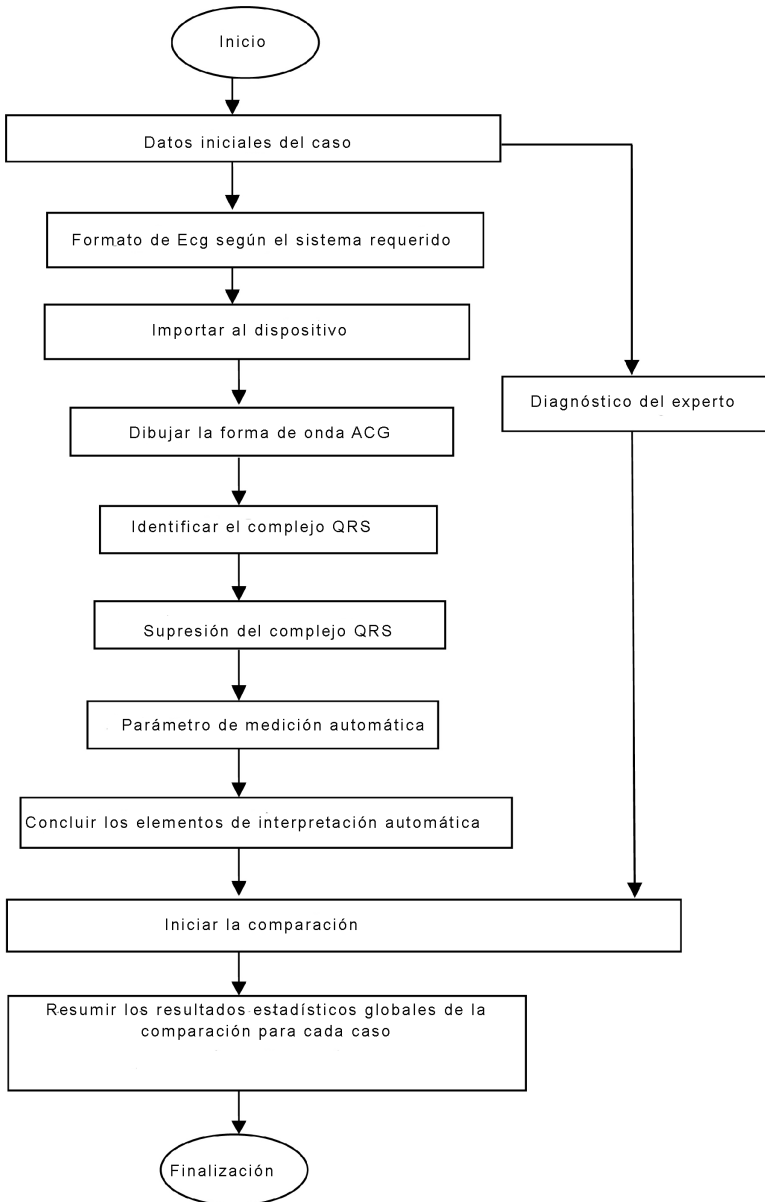 Inicio
Datos iniciales del caso
Formato de Ecg según el sistema requerido
Importar al dispositivo
Diagnóstico del experto
Dibujar la forma de onda ACG
Identificar el complejo QRS
Supresión del complejo QRS
Parámetro de medición automática
Concluir los elementos de interpretación automática
Iniciar la comparación
Resumir los resultados estadísticos globales de la
comparación para cada caso
Finalización